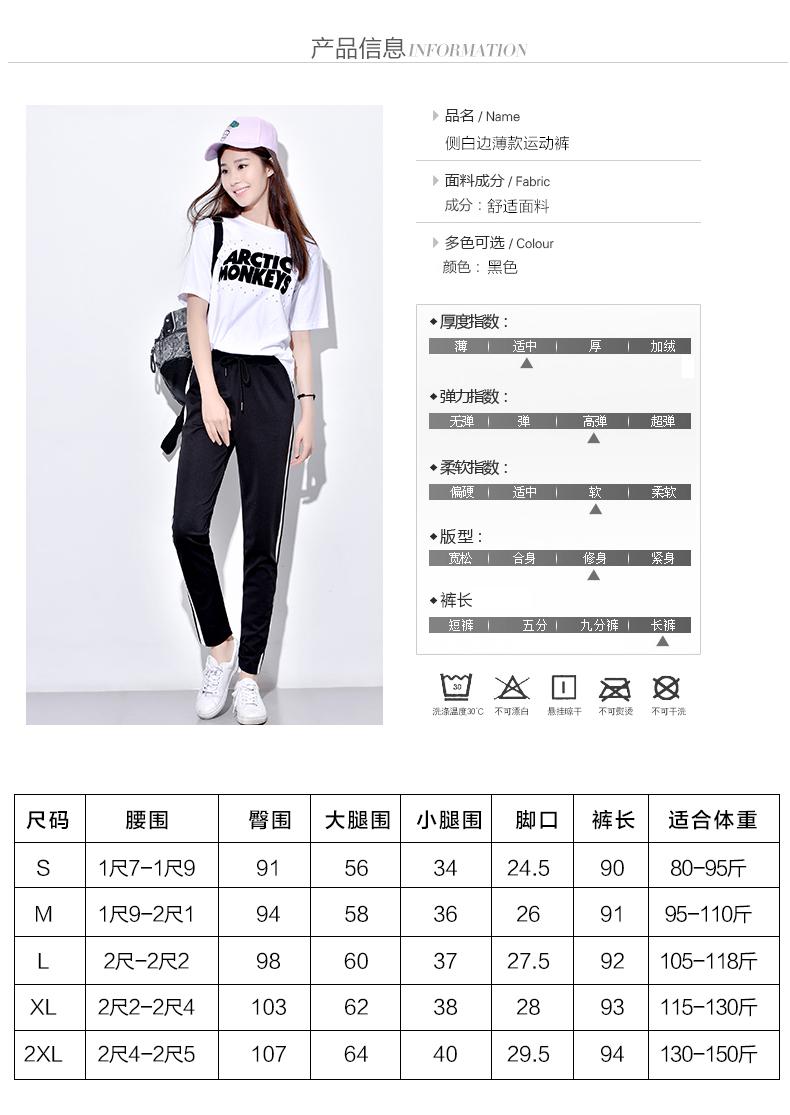 产品信息INFORMATION
品名 / Name
侧白边薄款运动裤
面料成分 / Fabric
成分：舒适面料
多色可选 / Colour
颜色：黑色
ARCTIC
MONKEYS
◆厚度指数：
薄 适中 厚 加绒
◆弹力指数：
无弹 弹 高弹 超弹
◆柔软指数：
偏硬 适中 软 柔软
◆版型：
宽松 合身 修身 紧身
◆裤长
短裤 五分 九分裤 长裤
30
洗涤温度30℃ 不可漂白 悬挂晾干 不可熨烫 不可干洗
尺码 腰围 臀围 大腿围 小腿围 脚口 裤长 适合体重
S 1尺7-1尺9 91 56 34 24.5 90 80-95斤
M 1尺9-2尺1 94 58 36 26 91 95-110斤
L 2尺-2尺2 98 60 37 27.5 92 105-118斤
XL 2尺2-2尺4 103 62 38 28 93 115-130斤
2XL 2尺4-2尺5 107 64 40 29.5 94 130-150斤